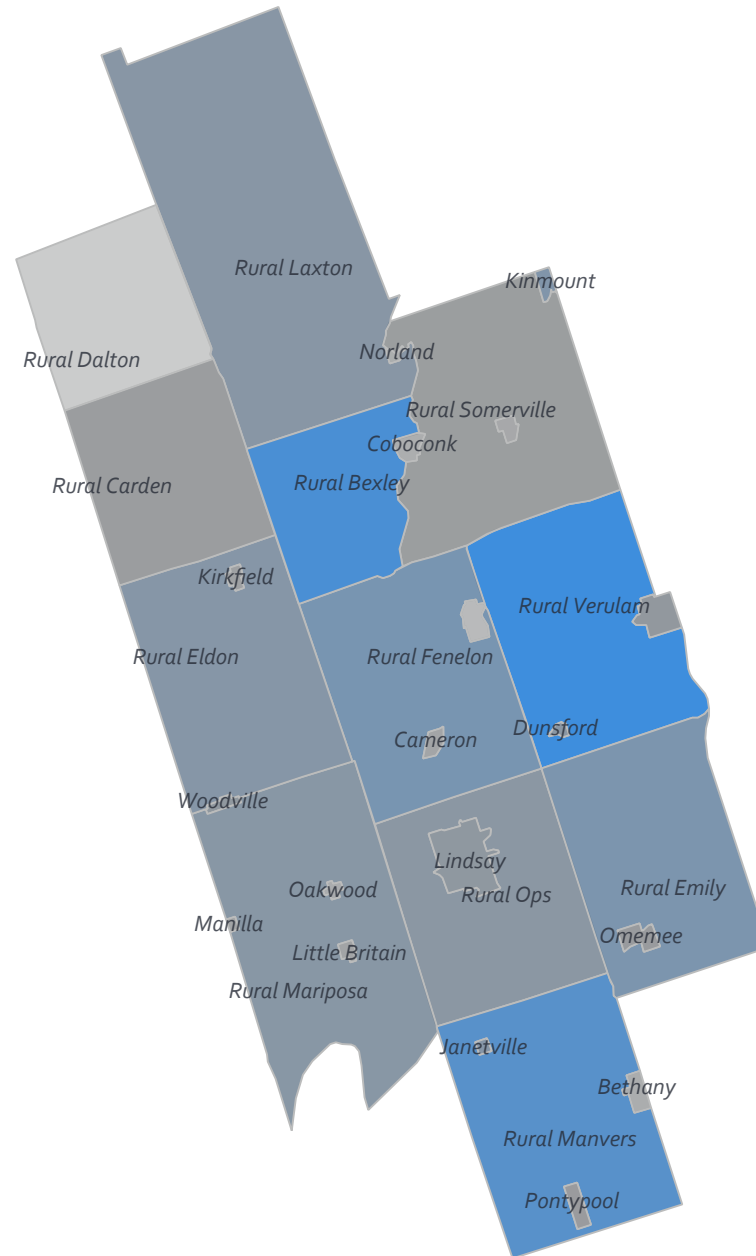 Rural Laxton
Kinmount
Norland
Rural Dalton
Rural Somerville
Coboconk
Rural Bexley
Rural Carden
Kirkfield
Rural Verulam
Rural Eldon
Rural Fenelon
Dunsford
Cameron
Woodville
Lindsay
Oakwood
Rural Emily
Rural Ops
Manilla
Omemee
Little Britain
Rural Mariposa
Janetville
Bethany
Rural Manvers
Pontypool